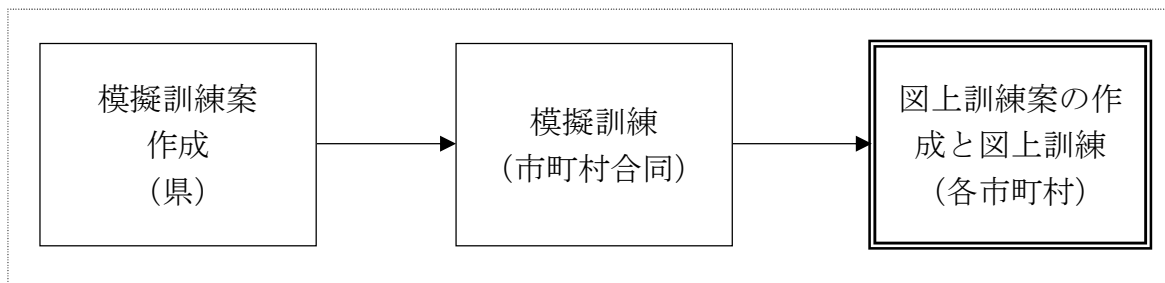 模擬訓練案
作成
（県）
模擬訓練
（市町村合同）
図上訓練案の作
成と図上訓練
（各市町村）